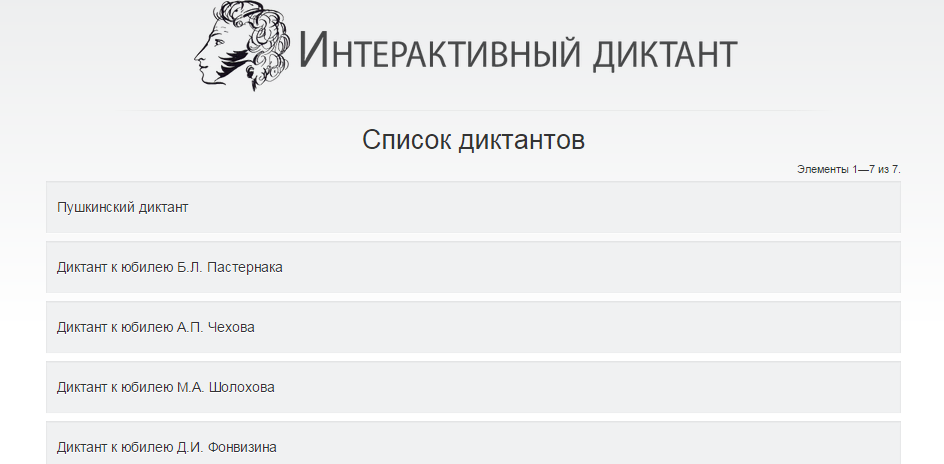 Интерактивный диктант
Список диктантов
Элементы 1—7 из 7.
Пушкинский диктант
Диктант к юбилею Б.Л. Пастернака
Диктант к юбилею А.П. Чехова
Диктант к юбилею М.А. Шолохова
Диктант к юбилею Д.И. Фонвизина